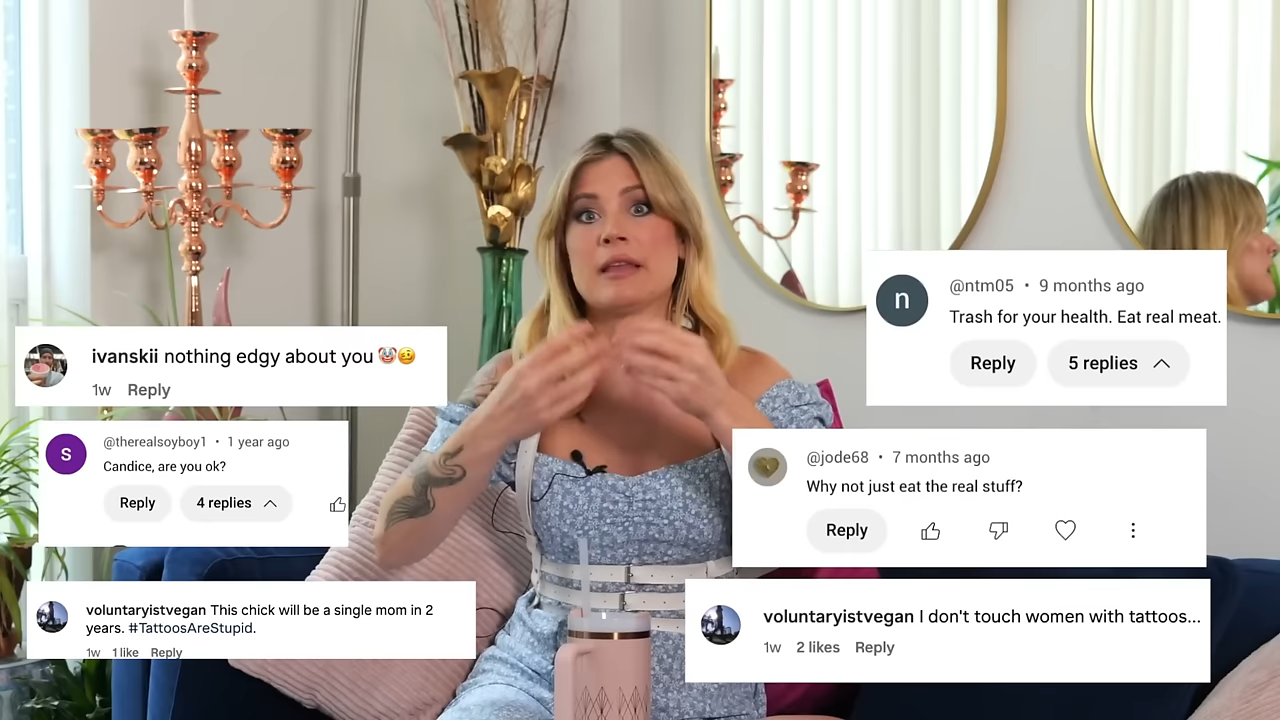 ivanskii nothing edgy about you 🤡🥴
1w Reply
S
@therealsoyboy1 • 1 year ago
Candice, are you ok?
Reply 4 replies
voluntaryistvegan This chick will be a single mom in 2
years. #TattoosAreStupid.
1w 1 like Reply
n
@ntm05 • 9 months ago
Trash for your health. Eat real meat.
Reply 5 replies
@jode68 • 7 months ago
Why not just eat the real stuff?
Reply
voluntaryistvegan I don't touch women with tattoos...
1w 2 likes Reply